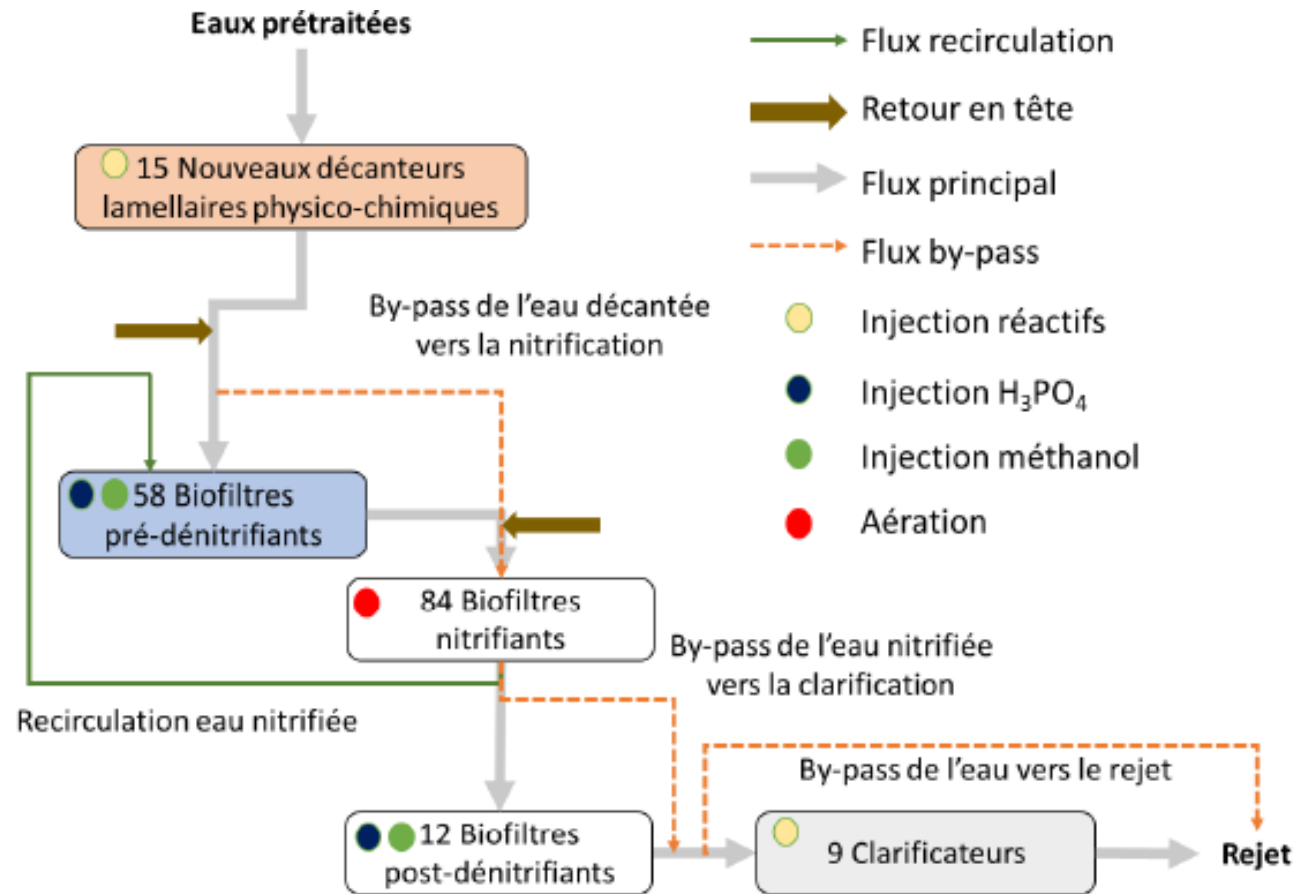 Eaux prétraitées
15 Nouveaux décanteurs
lamellaires physico-chimiques
By-pass de l'eau décantée
vers la nitrification
58 Biofiltres
pré-dénitrifiants
84 Biofiltres
nitrifiants
By-pass de l'eau nitrifiée
vers la clarification
Recirculation eau nitrifiée
By-pass de l'eau vers le rejet
12 Biofiltres
post-dénitrifiants
9 Clarificateurs
Rejet
Flux recirculation
Retour en tête
Flux principal
Flux by-pass
Injection réactifs
Injection H₃PO₄
Injection méthanol
Aération